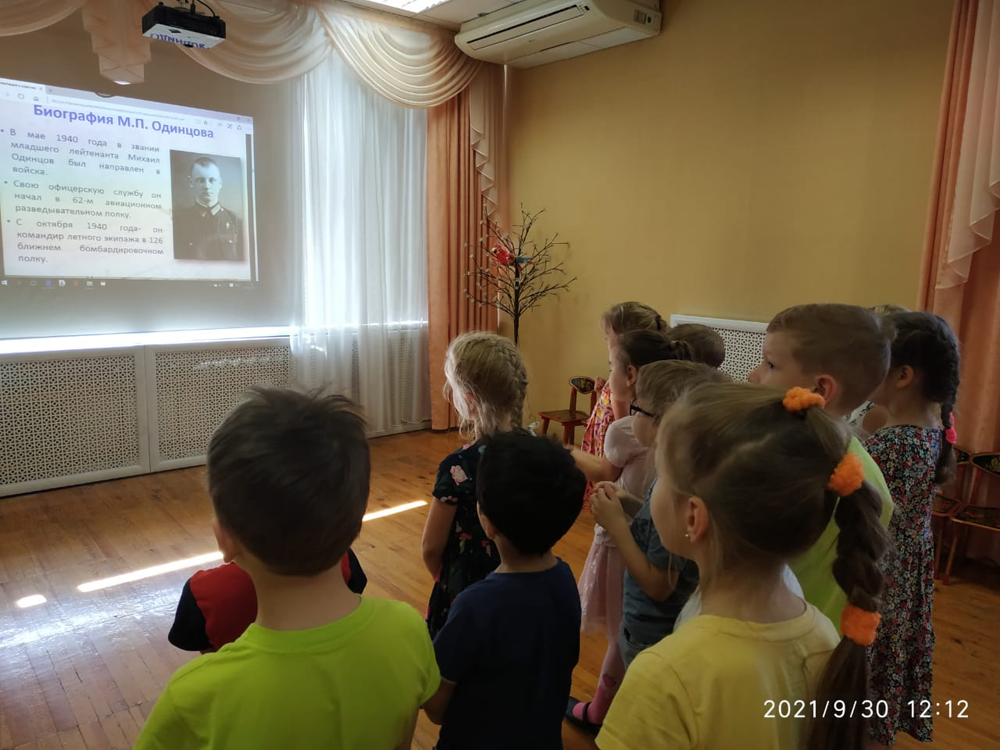 Биография М.П. Одинцова
• В мае 1940 года в звании
младшего лейтенанта Михаил
Одинцов был направлен в
войска.
• Свою офицерскую службу он
начал в 62-м авиационном
разведывательном полку.
• С октября 1940 года- он
командир летного экипажа в 126
ближнем бомбардировочном
полку.
2021/9/30 12:12